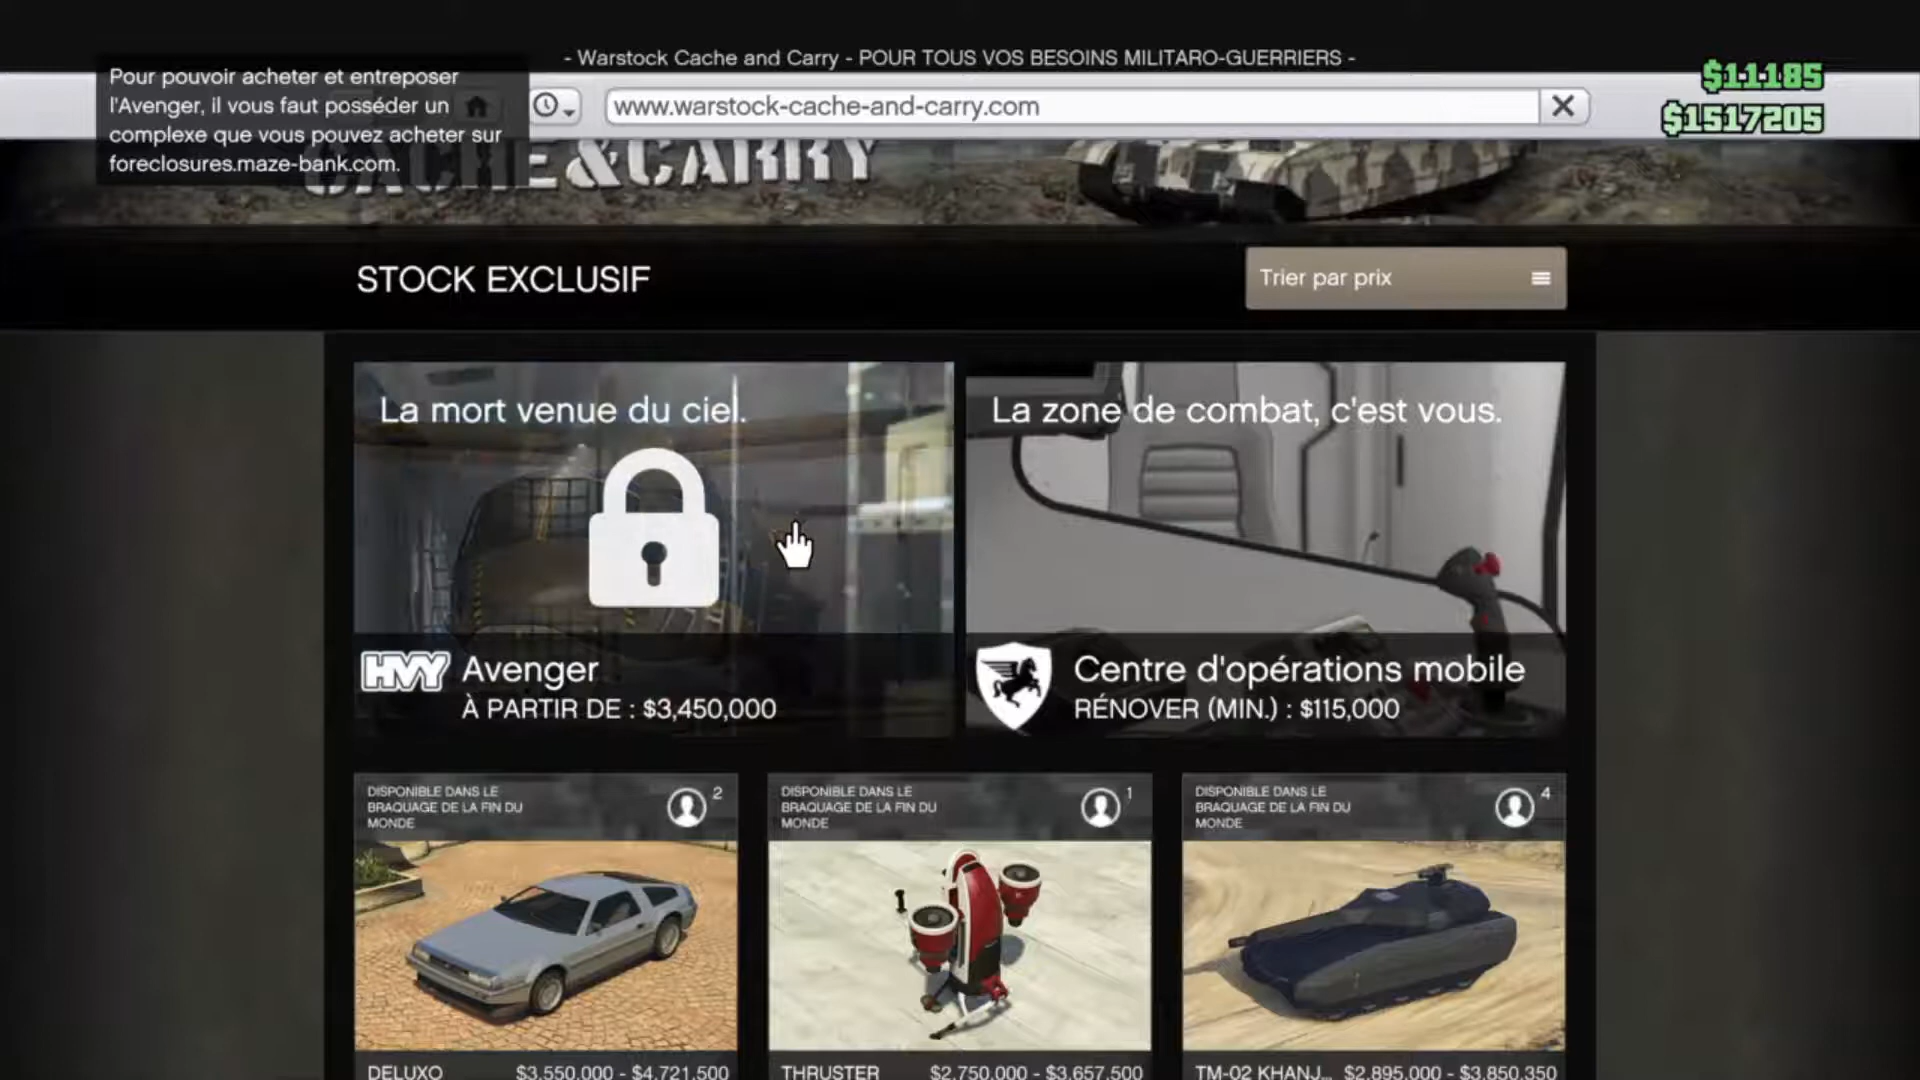 - Warstock Cache and Carry - POUR TOUS VOS BESOINS MILITARO-GUERRIERS -
Pour pouvoir acheter et entreposer
l'Avenger, il vous faut posséder un
complexe que vous pouvez acheter sur
foreclosures.maze-bank.com.
www.warstock-cache-and-carry.com
$11185
$1517205
CACHE&CARRY
STOCK EXCLUSIF
Trier par prix
La mort venue du ciel.
HVY
Avenger
À PARTIR DE : $3,450,000
La zone de combat, c'est vous.
Centre d'opérations mobile
RÉNOVER (MIN.) : $115,000
DISPONIBLE DANS LE
BRAQUAGE DE LA FIN DU
MONDE
2
DELUXO
$3,550,000 - $4,721,500
DISPONIBLE DANS LE
BRAQUAGE DE LA FIN DU
MONDE
1
THRUSTER
$2,750,000 - $3,657,500
DISPONIBLE DANS LE
BRAQUAGE DE LA FIN DU
MONDE
4
TM-02 KHANJ...
$2,895,000 - $3,850,350